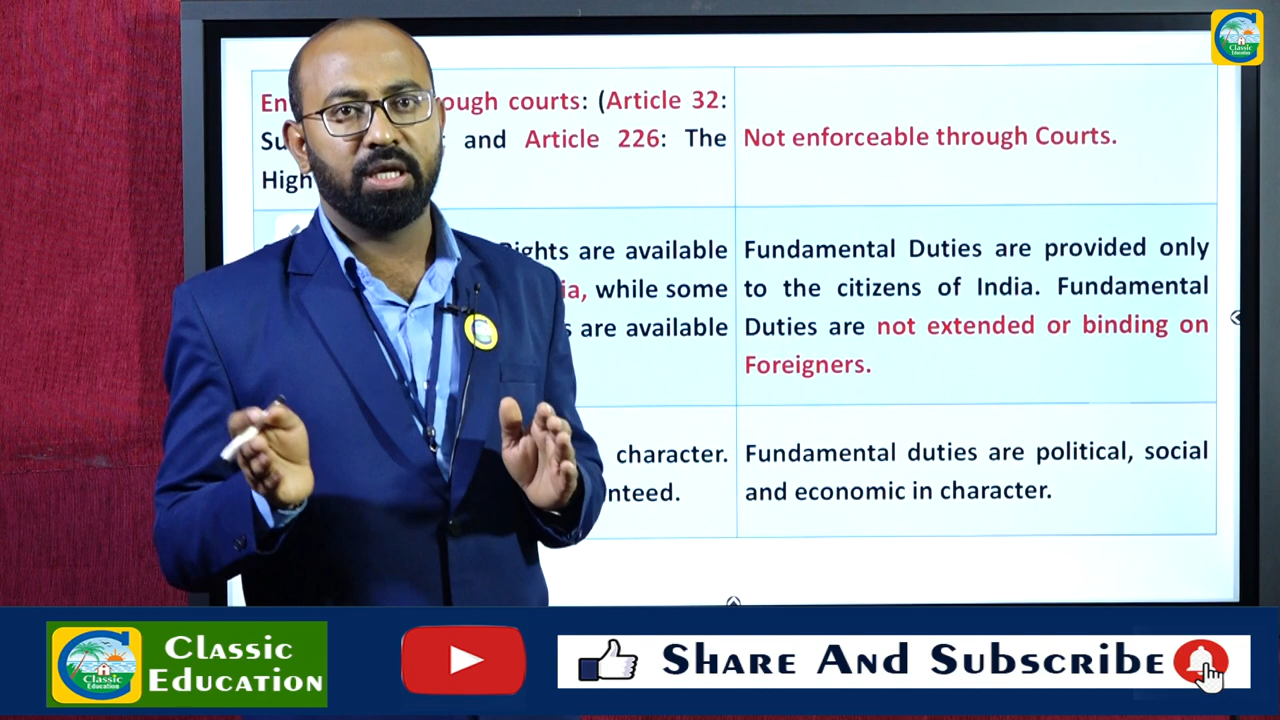 Classic
Education
ough courts: (Article 32:
and Article 226: The
High
Not enforceable through Courts.
Rights are available
ia, while some
s are available
Fundamental Duties are provided only
to the citizens of India. Fundamental
Duties are not extended or binding on
Foreigners.
character.
nteed.
Fundamental duties are political, social
and economic in character.
Classic
Education
Classic
Education
Share And Subscribe